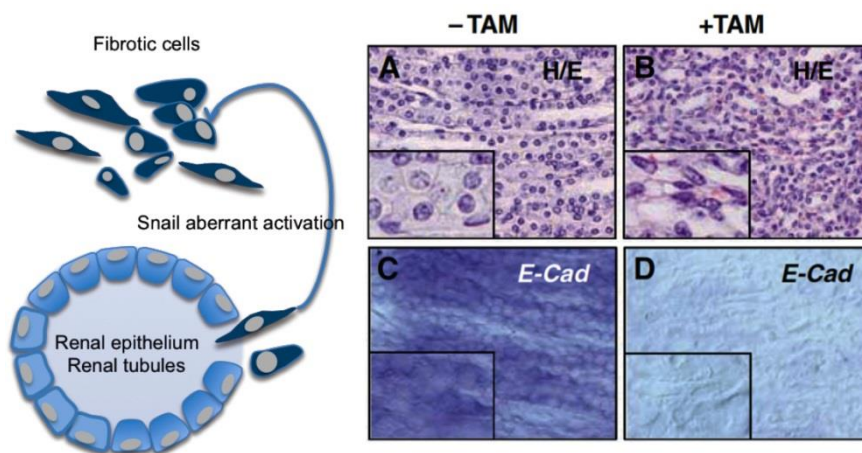 Fibrotic cells
Snail aberrant activation
Renal epithelium
Renal tubules
– TAM
+TAM
A
H/E
B
H/E
C
E-Cad
D
E-Cad